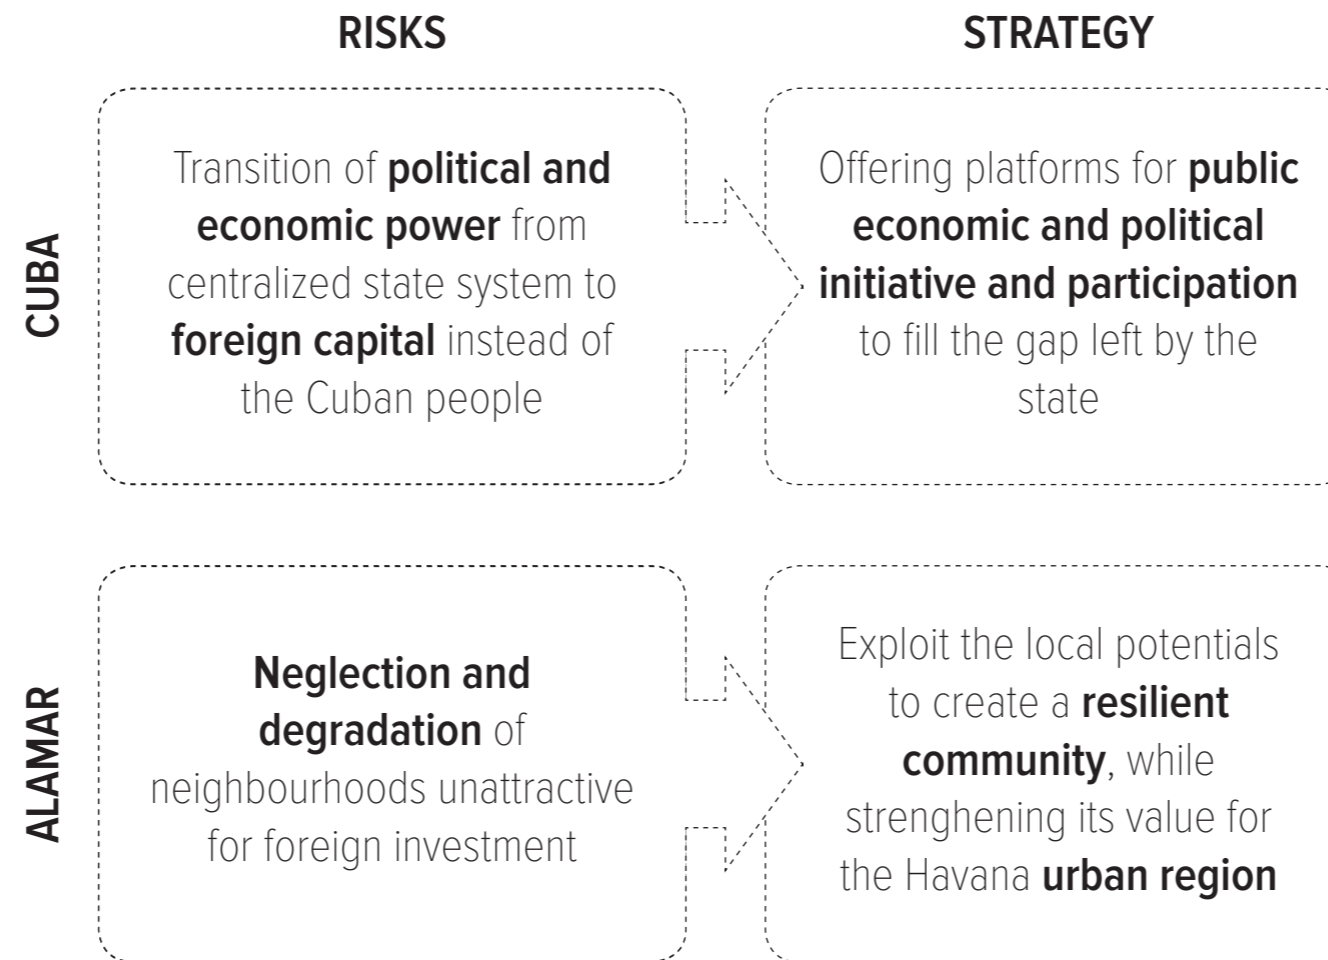 RISKS
STRATEGY
CUBA
Transition of political and
economic power from
centralized state system to
foreign capital instead of
the Cuban people
Offering platforms for public
economic and political
initiative and participation
to fill the gap left by the
state
ALAMAR
Neglection and
degradation of
neighbourhoods unattractive
for foreign investment
Exploit the local potentials
to create a resilient
community, while
strenghening its value for
the Havana urban region